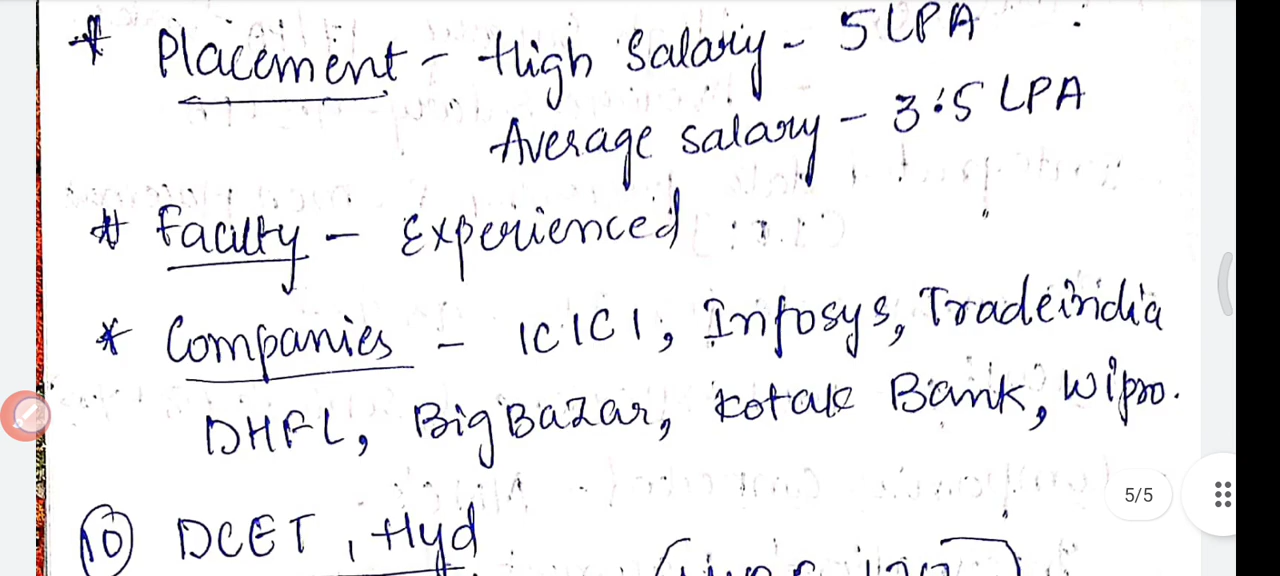 * Placement - High Salary - 5 LPA
Average salary - 3.5 LPA
* Faculty - Experienced
* Companies - ICICI, Infosys, Tradeindia
DHFL, BigBazar, Kotak Bank, Wipro.
10 DCET, Hyd
5/5